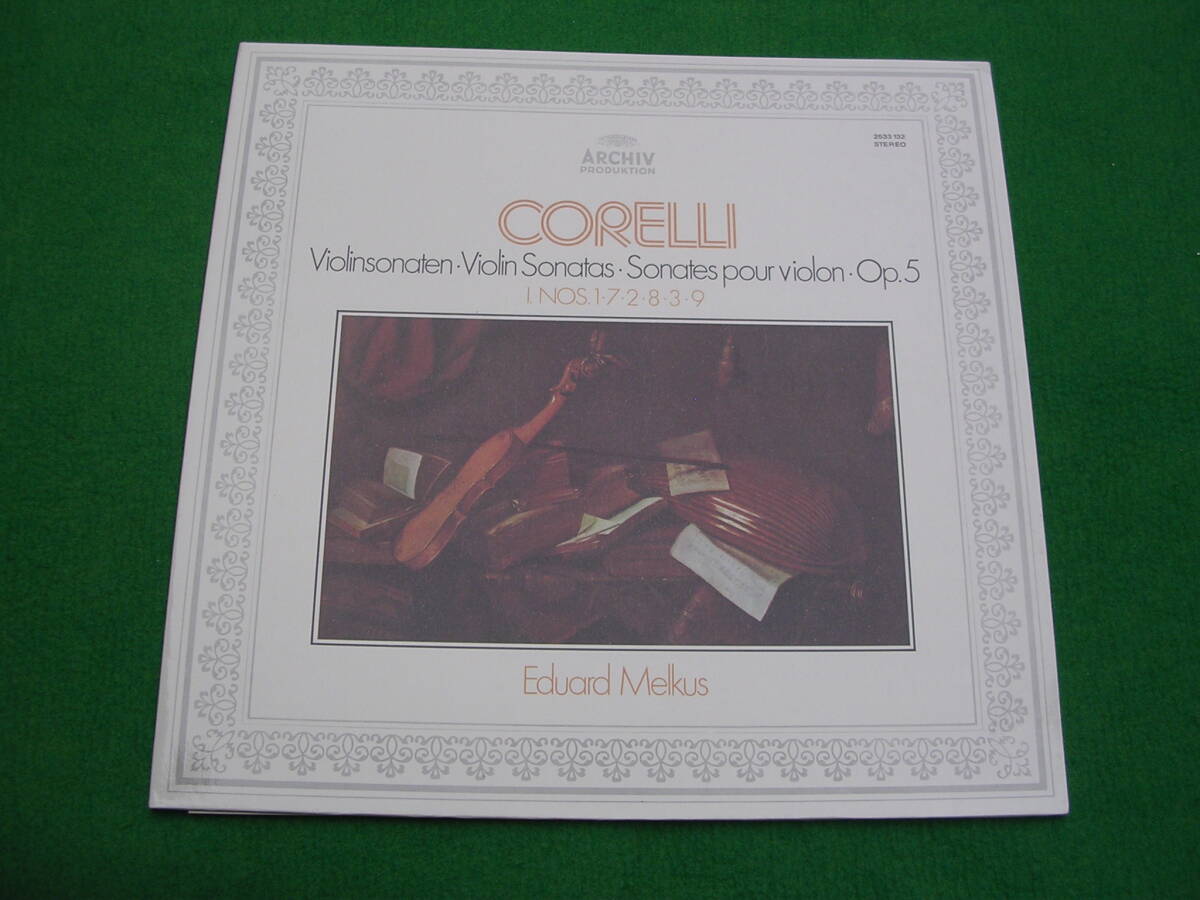 2533 132
STEREO
ARCHIV
PRODUKTION
CORELLI
Violinsonaten · Violin Sonatas · Sonates pour violon · Op. 5
I. NOS. 1 · 7 · 2 · 8 · 3 · 9
Eduard Melkus